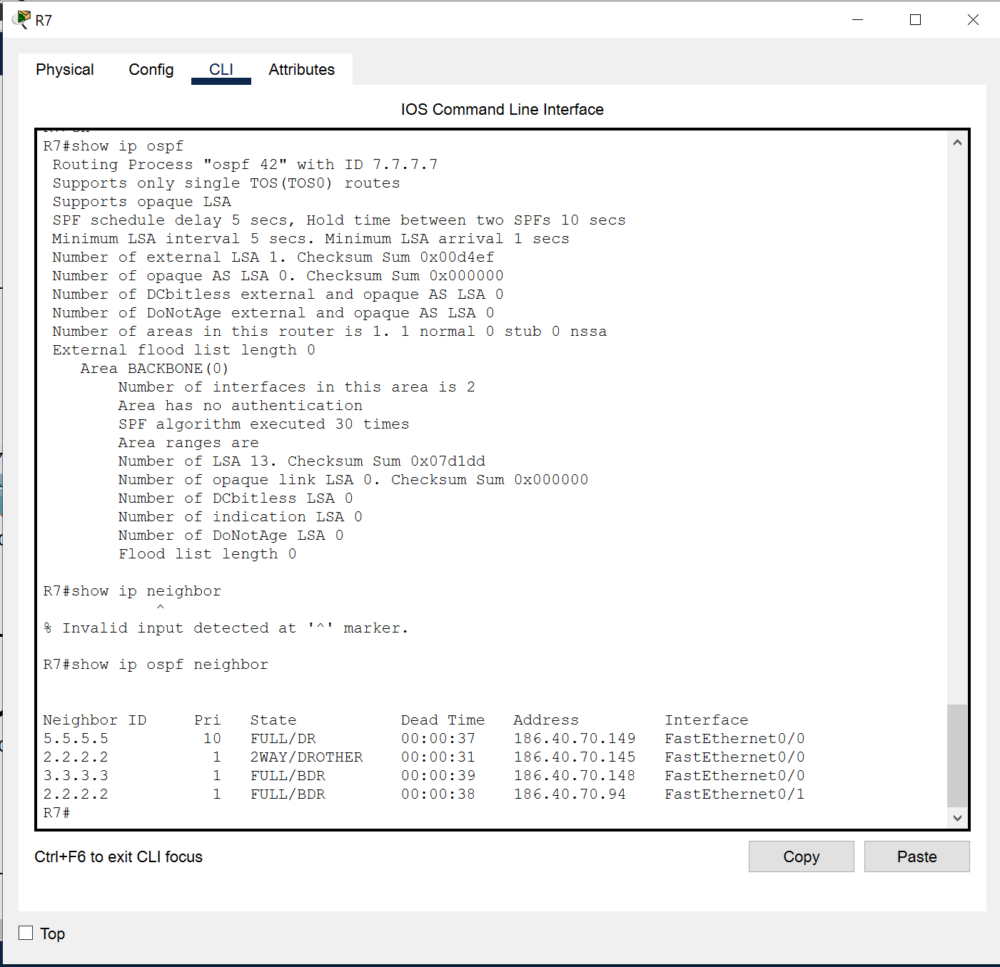 R7
Physical Config CLI Attributes
IOS Command Line Interface
R7#show ip ospf
Routing Process "ospf 42" with ID 7.7.7.7
Supports only single TOS(TOS0) routes
Supports opaque LSA
SPF schedule delay 5 secs, Hold time between two SPFs 10 secs
Minimum LSA interval 5 secs. Minimum LSA arrival 1 secs
Number of external LSA 1. Checksum Sum 0x00d4ef
Number of opaque AS LSA 0. Checksum Sum 0x000000
Number of DCbitless external and opaque AS LSA 0
Number of DoNotAge external and opaque AS LSA 0
Number of areas in this router is 1. 1 normal 0 stub 0 nssa
External flood list length 0
Area BACKBONE(0)
Number of interfaces in this area is 2
Area has no authentication
SPF algorithm executed 30 times
Area ranges are
Number of LSA 13. Checksum Sum 0x07d1dd
Number of opaque link LSA 0. Checksum Sum 0x000000
Number of DCbitless LSA 0
Number of indication LSA 0
Number of DoNotAge LSA 0
Flood list length 0
R7#show ip neighbor
^
% Invalid input detected at '^' marker.
R7#show ip ospf neighbor
Neighbor ID Pri State Dead Time Address Interface
5.5.5.5 10 FULL/DR 00:00:37 186.40.70.149 FastEthernet0/0
2.2.2.2 1 2WAY/DROTHER 00:00:31 186.40.70.145 FastEthernet0/0
3.3.3.3 1 FULL/BDR 00:00:39 186.40.70.148 FastEthernet0/0
2.2.2.2 1 FULL/BDR 00:00:38 186.40.70.94 FastEthernet0/1
R7#
Ctrl+F6 to exit CLI focus
Copy Paste
Top